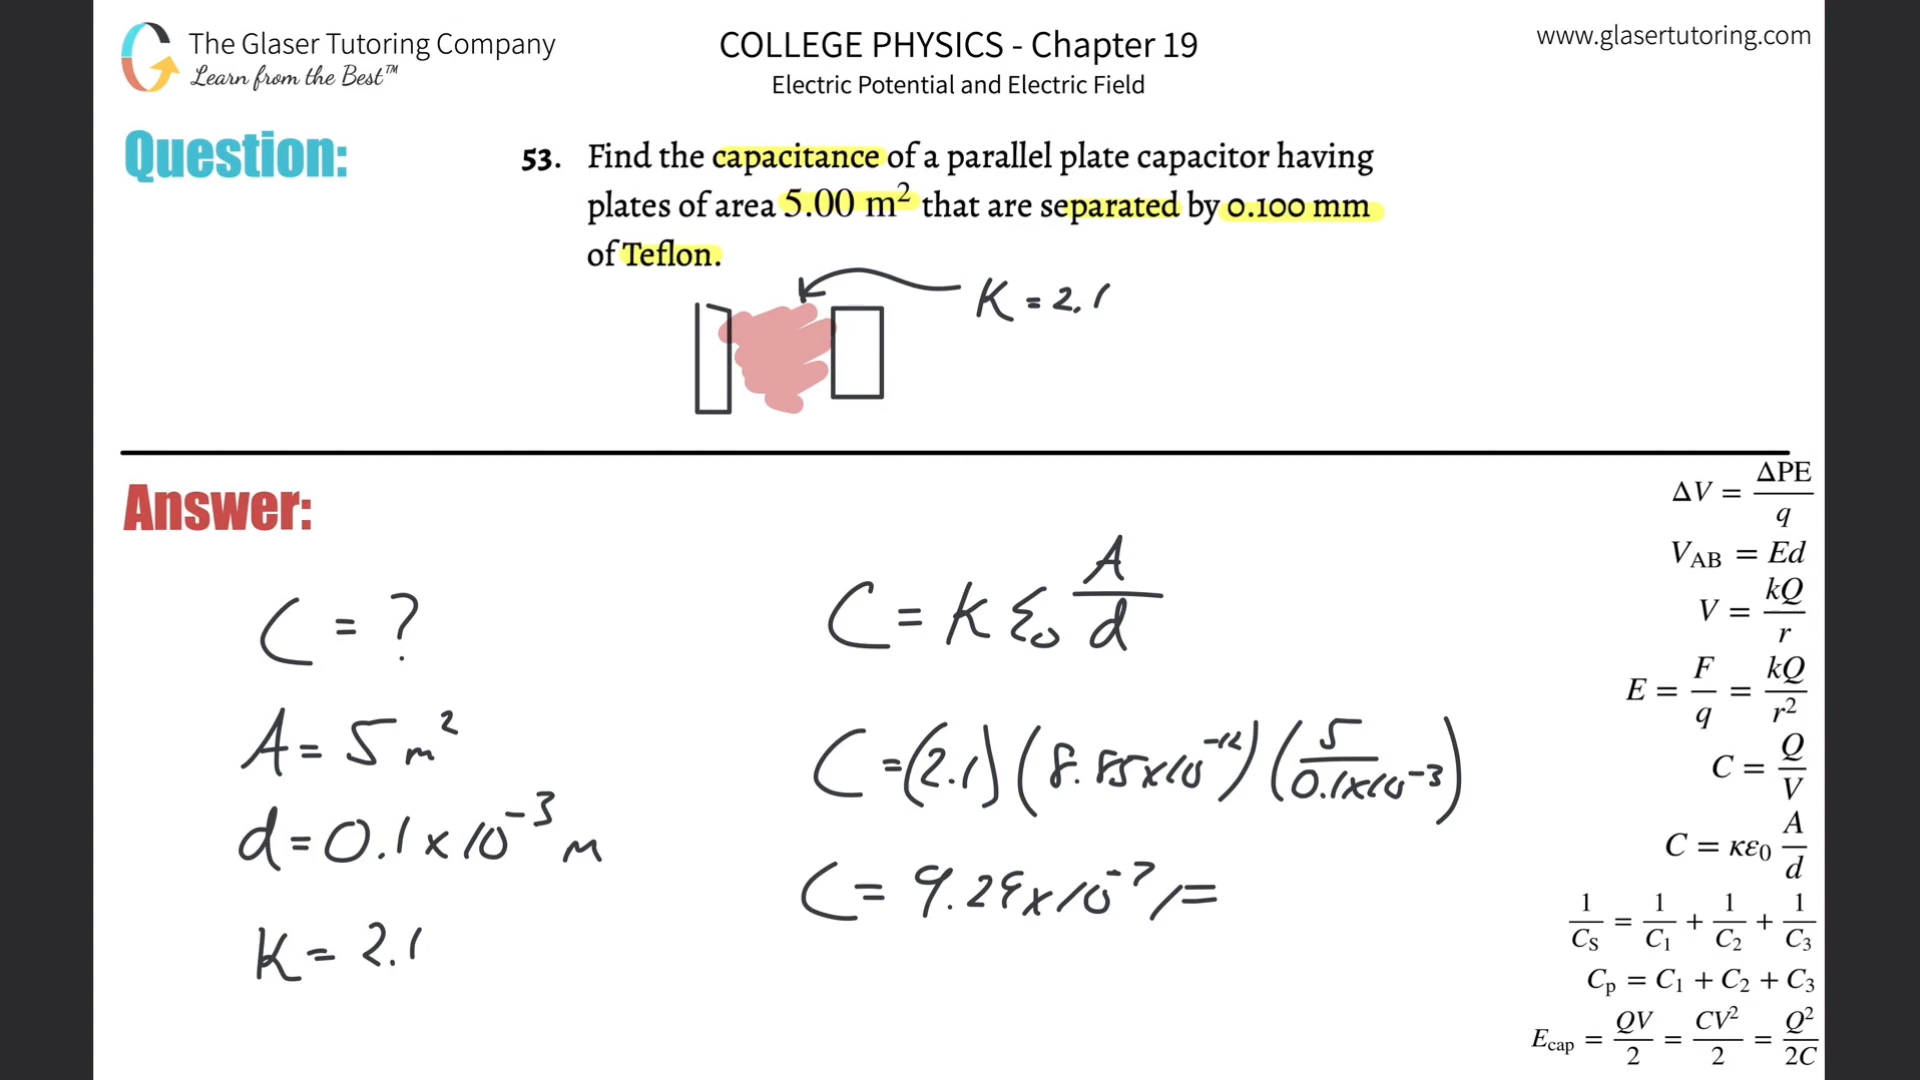 The Glaser Tutoring Company
Learn from the Best™
COLLEGE PHYSICS - Chapter 19
Electric Potential and Electric Field
www.glasertutoring.com
Question:
53. Find the capacitance of a parallel plate capacitor having
plates of area 5.00 m² that are separated by 0.100 mm
of Teflon.
K = 2.1
Answer:
C = ?
A = 5 m²
d = 0.1 x 10⁻³ m
K = 2.1
C = K ε₀ A/d
C = (2.1) (8.85x10⁻¹²) (5/0.1x10⁻³)
C = 9.29x10⁻⁷ F
ΔV = ΔPE/q
V_AB = Ed
V = kQ/r
E = F/q = kQ/r²
C = Q/V
C = κε₀ A/d
1/C_S = 1/C₁ + 1/C₂ + 1/C₃
C_p = C₁ + C₂ + C₃
E_cap = QV/2 = CV²/2 = Q²/2C